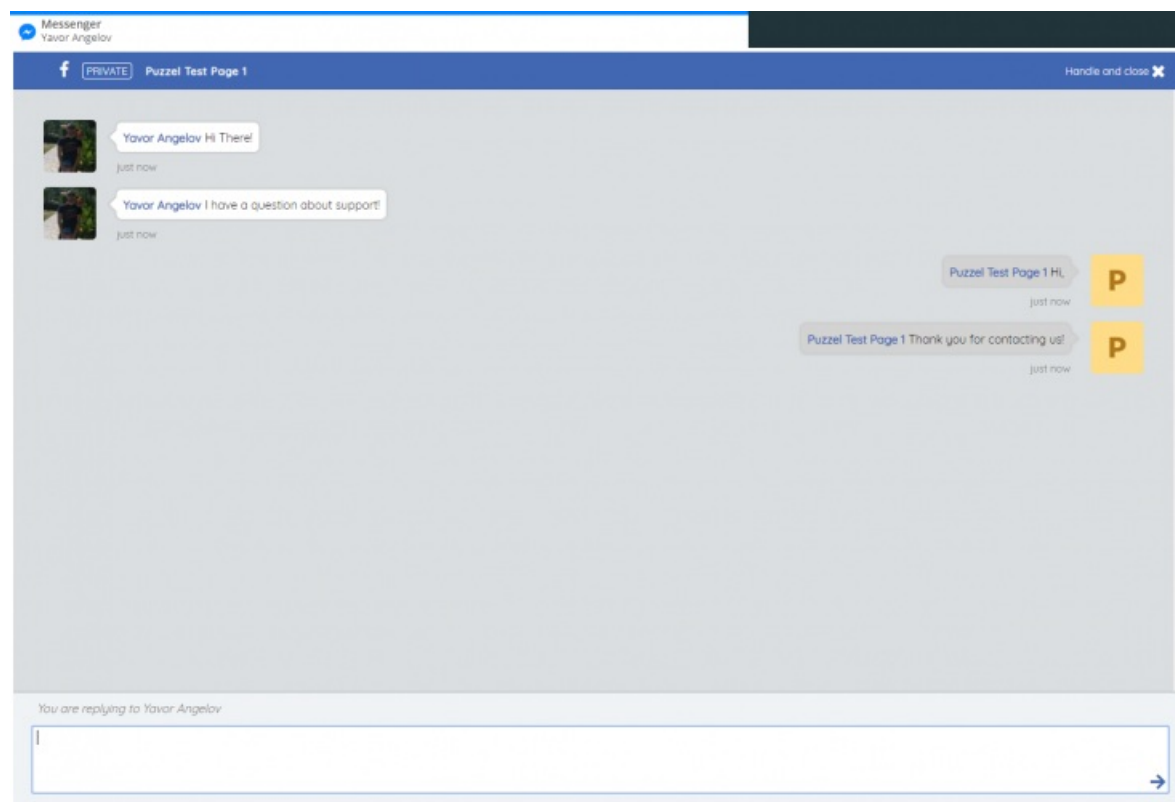 Messenger
Yavor Angelov
f PRIVATE Puzzel Test Page 1 Handle and close
Yavor Angelov Hi There!
just now
Yavor Angelov I have a question about support!
just now
Puzzel Test Page 1 Hi,
P
just now
Puzzel Test Page 1 Thank you for contacting us!
P
just now
You are replying to Yavor Angelov